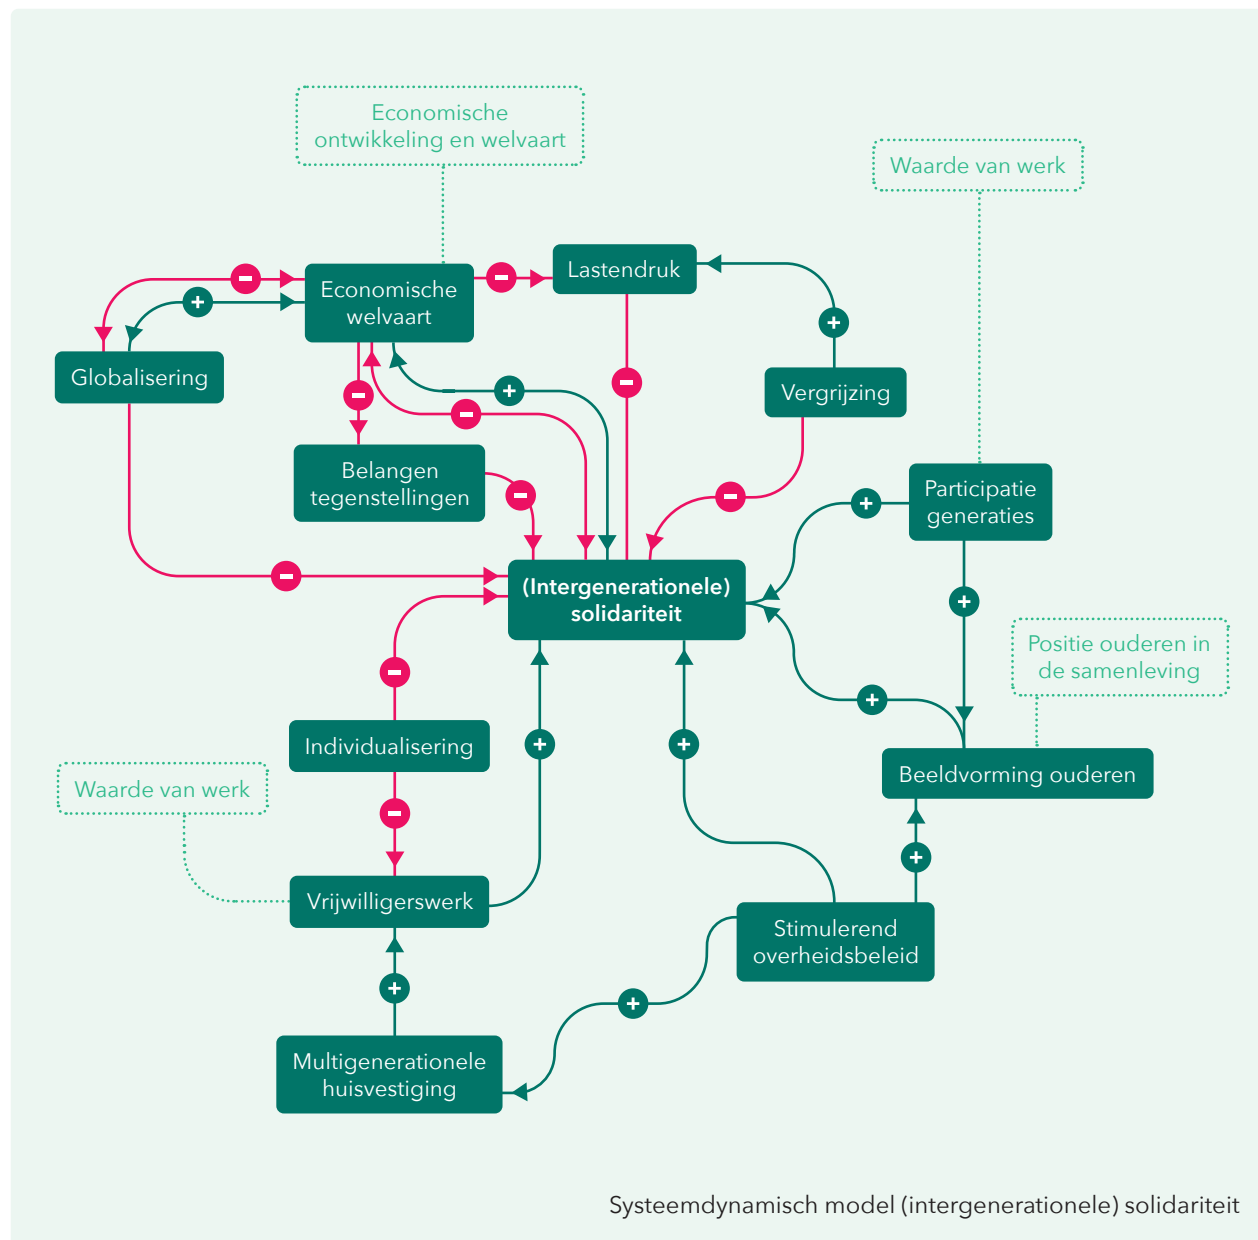 Economische
ontwikkeling en welvaart
Waarde van werk
Lastendruk
Economische
welvaart
Globalisering
Vergrijzing
Belangen
tegenstellingen
Participatie
generaties
(Intergenerationele)
solidariteit
Positie ouderen in
de samenleving
Individualisering
Beeldvorming ouderen
Waarde van werk
Vrijwilligerswerk
Stimulerend
overheidsbeleid
Multigenerationele
huisvestiging
Systeemdynamisch model (intergenerationele) solidariteit